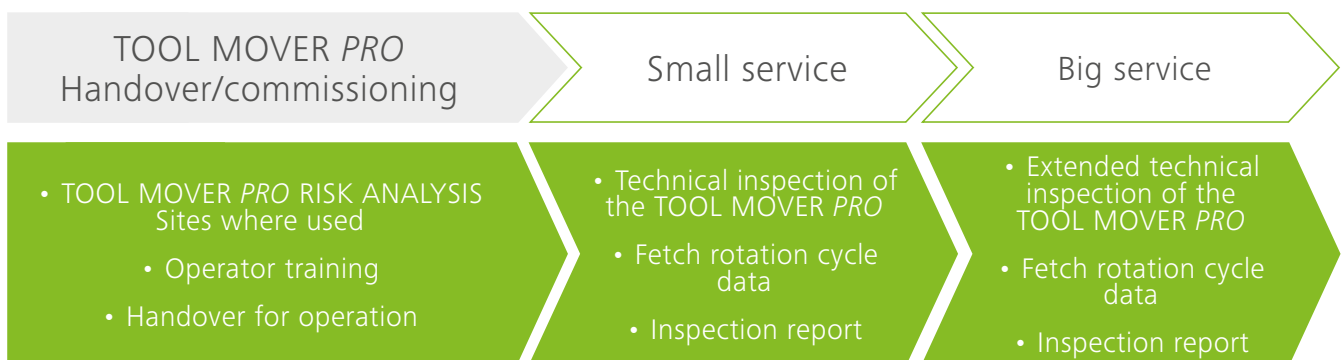 TOOL MOVER PRO
Handover/commissioning
Small service
Big service
• TOOL MOVER PRO RISK ANALYSIS
Sites where used
• Operator training
• Handover for operation
• Technical inspection of
the TOOL MOVER PRO
• Fetch rotation cycle
data
• Inspection report
• Extended technical
inspection of the
TOOL MOVER PRO
• Fetch rotation cycle
data
• Inspection report